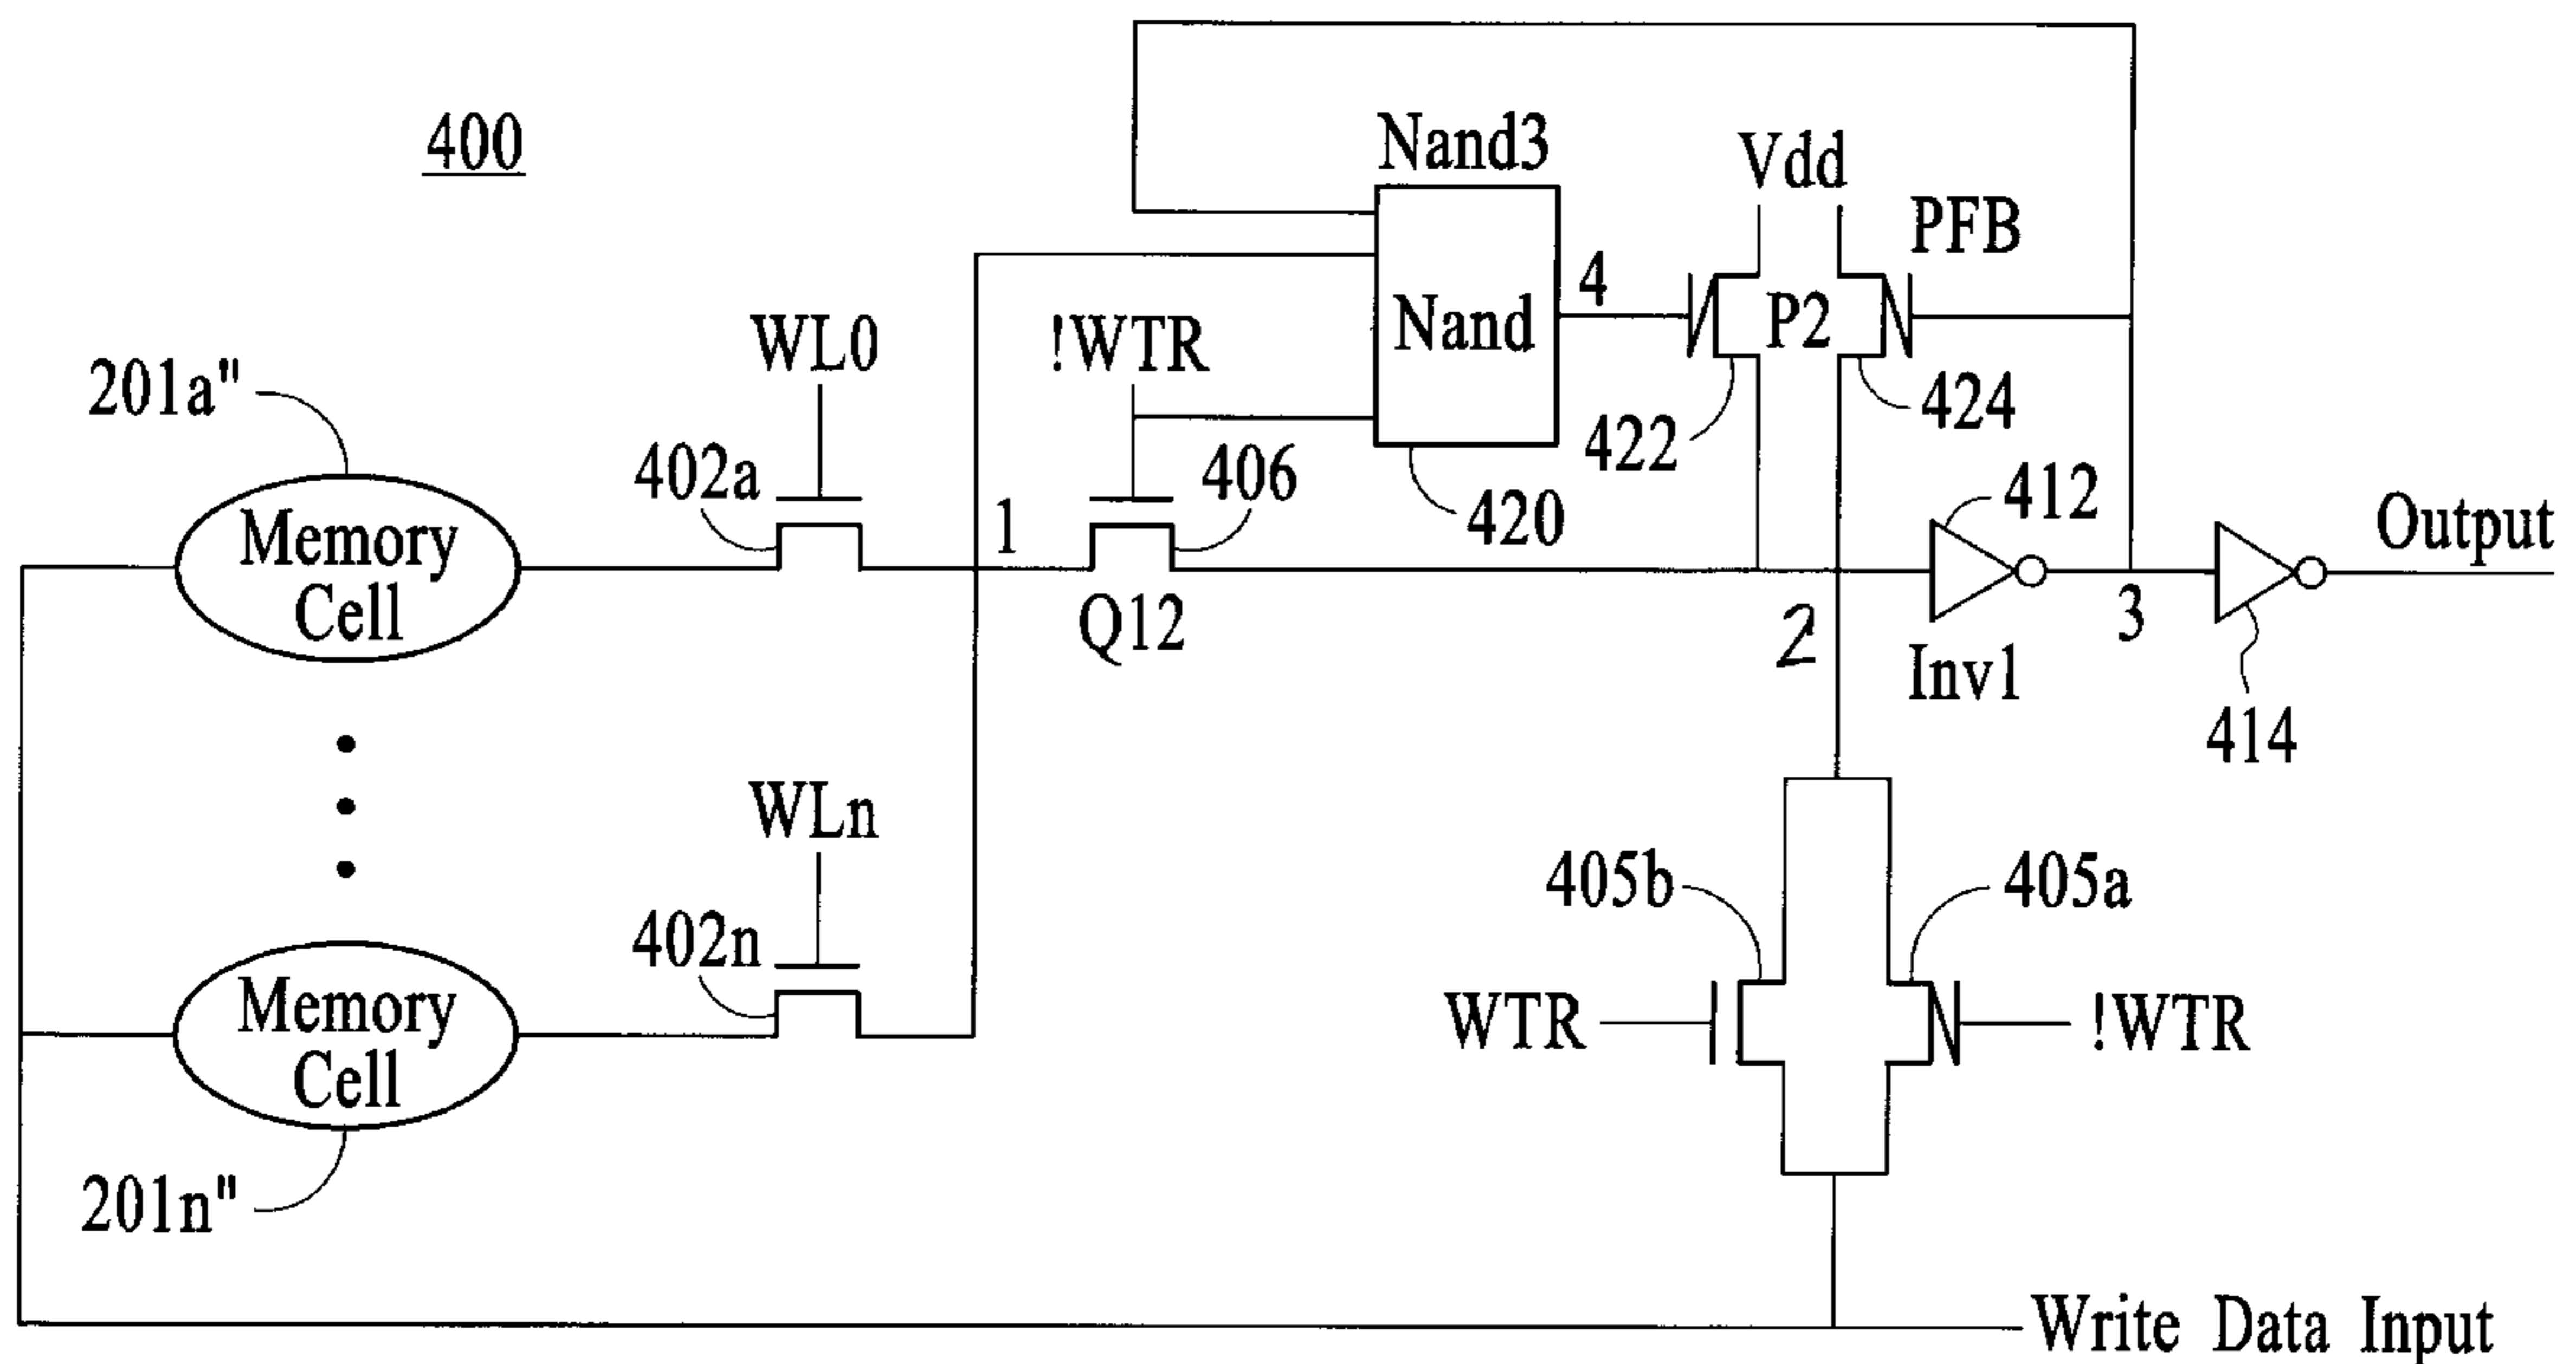 400
Nand3
Vdd
PFB
Nand
4
P2
WL0
!WTR
201a"
402a
406
422
424
420
412
Output
1
Memory
Cell
Q12
2
3
Inv1
414
WLn
405b
405a
402n
Memory
Cell
WTR
!WTR
201n"
Write Data Input